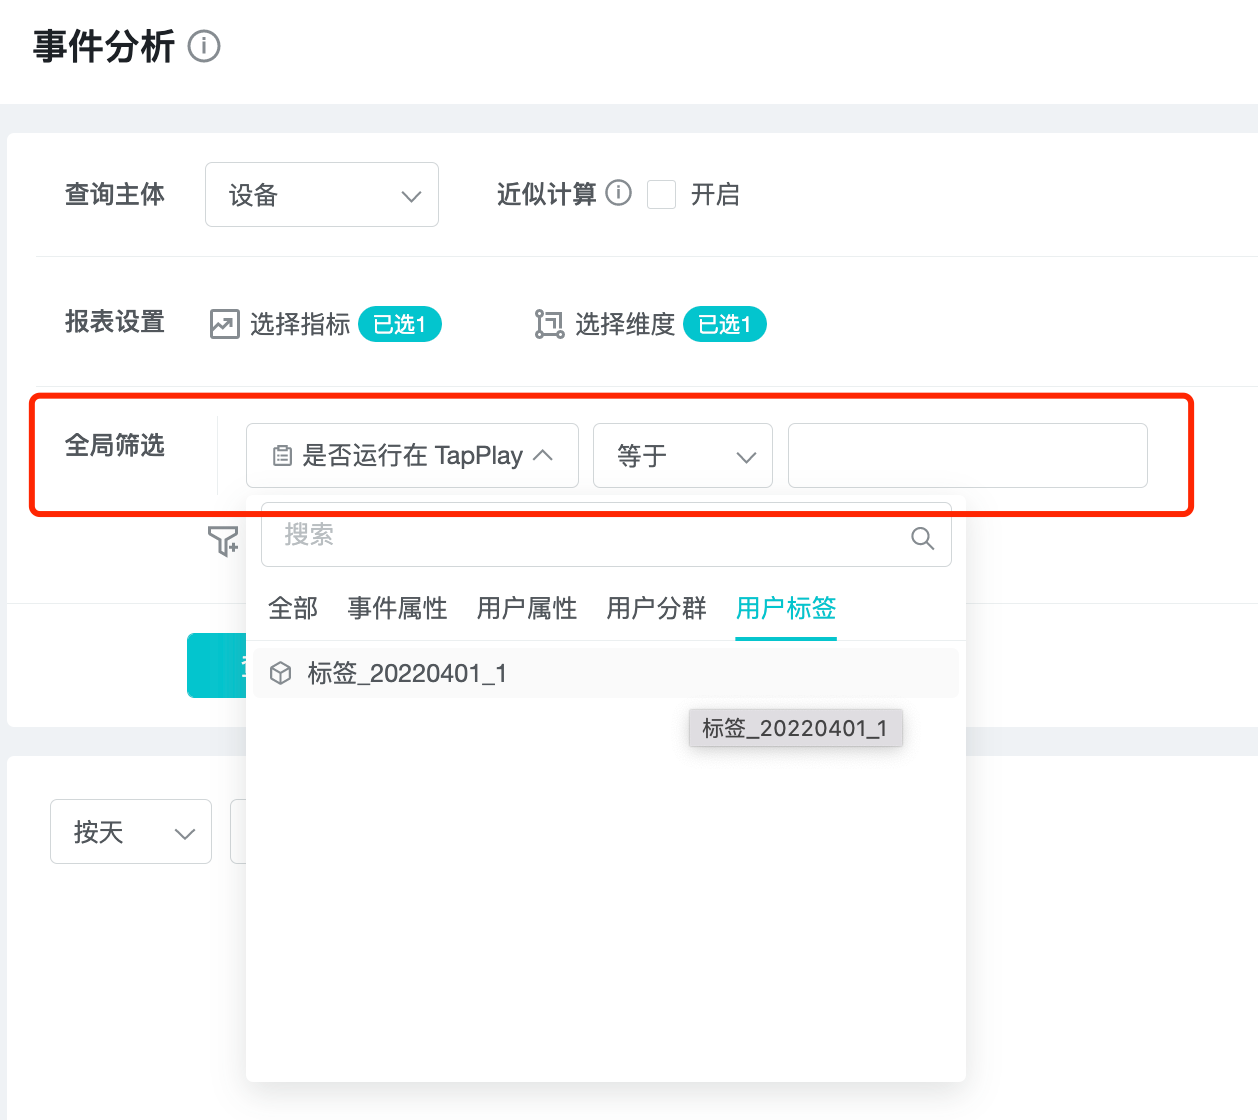 事件分析
查询主体 设备 近似计算 开启
报表设置 选择指标 已选1 选择维度 已选1
全局筛选 是否运行在 TapPlay 等于
搜索
全部 事件属性 用户属性 用户分群 用户标签
标签_20220401_1
标签_20220401_1
按天